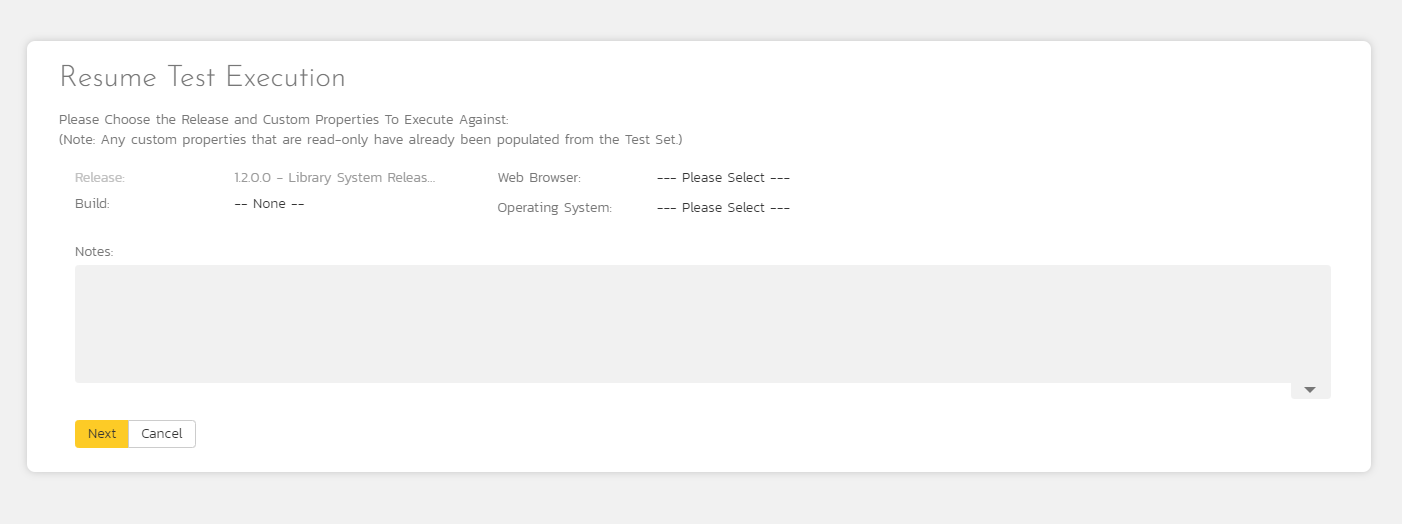 Resume Test Execution
Please Choose the Release and Custom Properties To Execute Against:
(Note: Any custom properties that are read-only have already been populated from the Test Set.)
Release: 1.2.0.0 - Library System Releas... Web Browser: --- Please Select ---
Build: -- None -- Operating System: --- Please Select ---
Notes:
Next Cancel